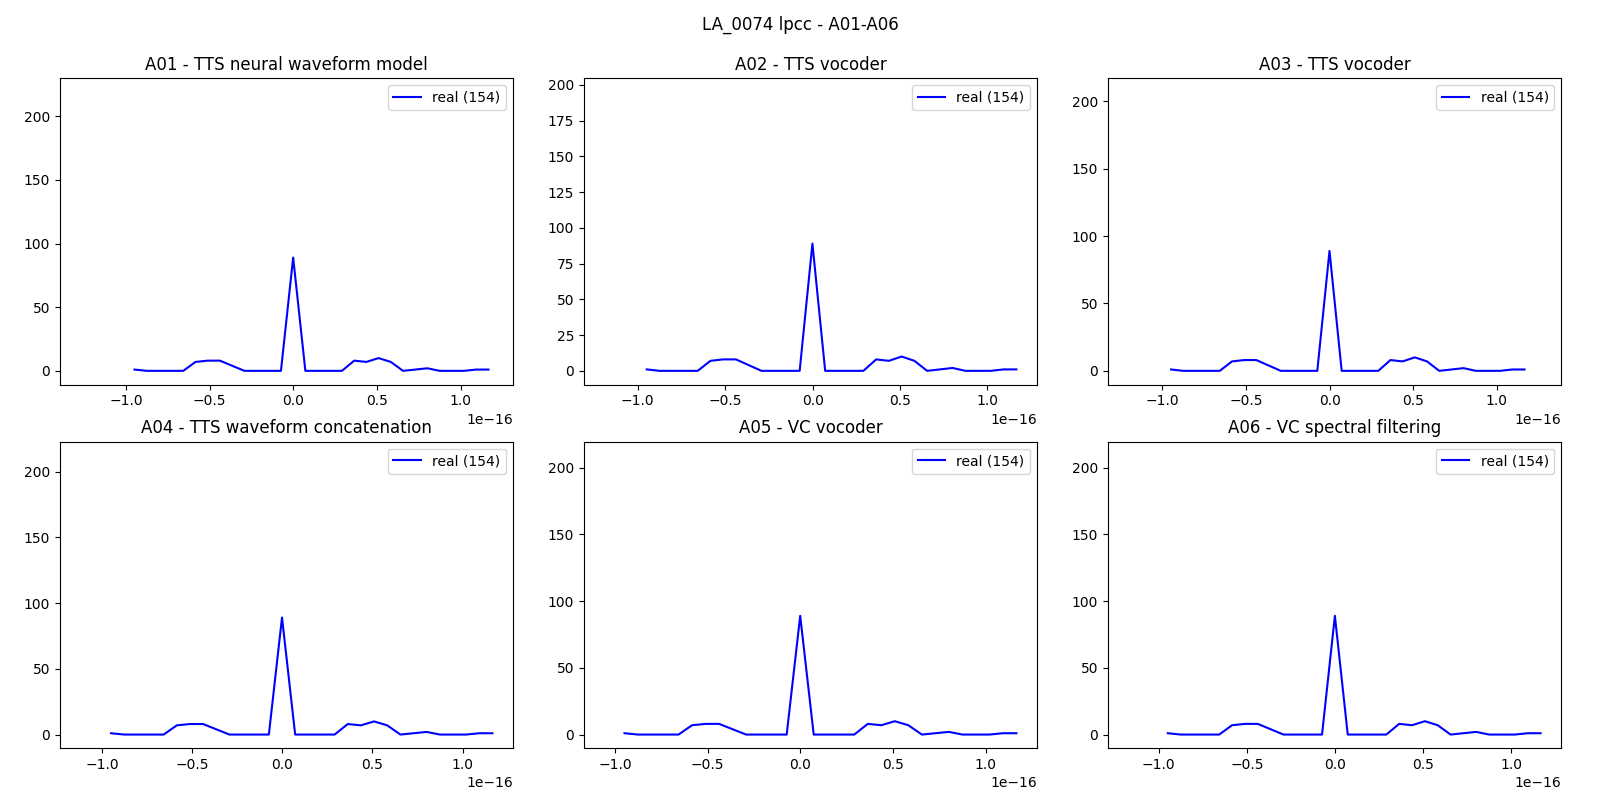 LA_0074 lpcc - A01-A06
A01 - TTS neural waveform model
real (154)
200
150
100
50
0
−1.0 −0.5 0.0 0.5 1.0
1e−16
A02 - TTS vocoder
real (154)
200
175
150
125
100
75
50
25
0
−1.0 −0.5 0.0 0.5 1.0
1e−16
A03 - TTS vocoder
real (154)
200
150
100
50
0
−1.0 −0.5 0.0 0.5 1.0
1e−16
A04 - TTS waveform concatenation
real (154)
200
150
100
50
0
−1.0 −0.5 0.0 0.5 1.0
1e−16
A05 - VC vocoder
real (154)
200
150
100
50
0
−1.0 −0.5 0.0 0.5 1.0
1e−16
A06 - VC spectral filtering
real (154)
200
150
100
50
0
−1.0 −0.5 0.0 0.5 1.0
1e−16